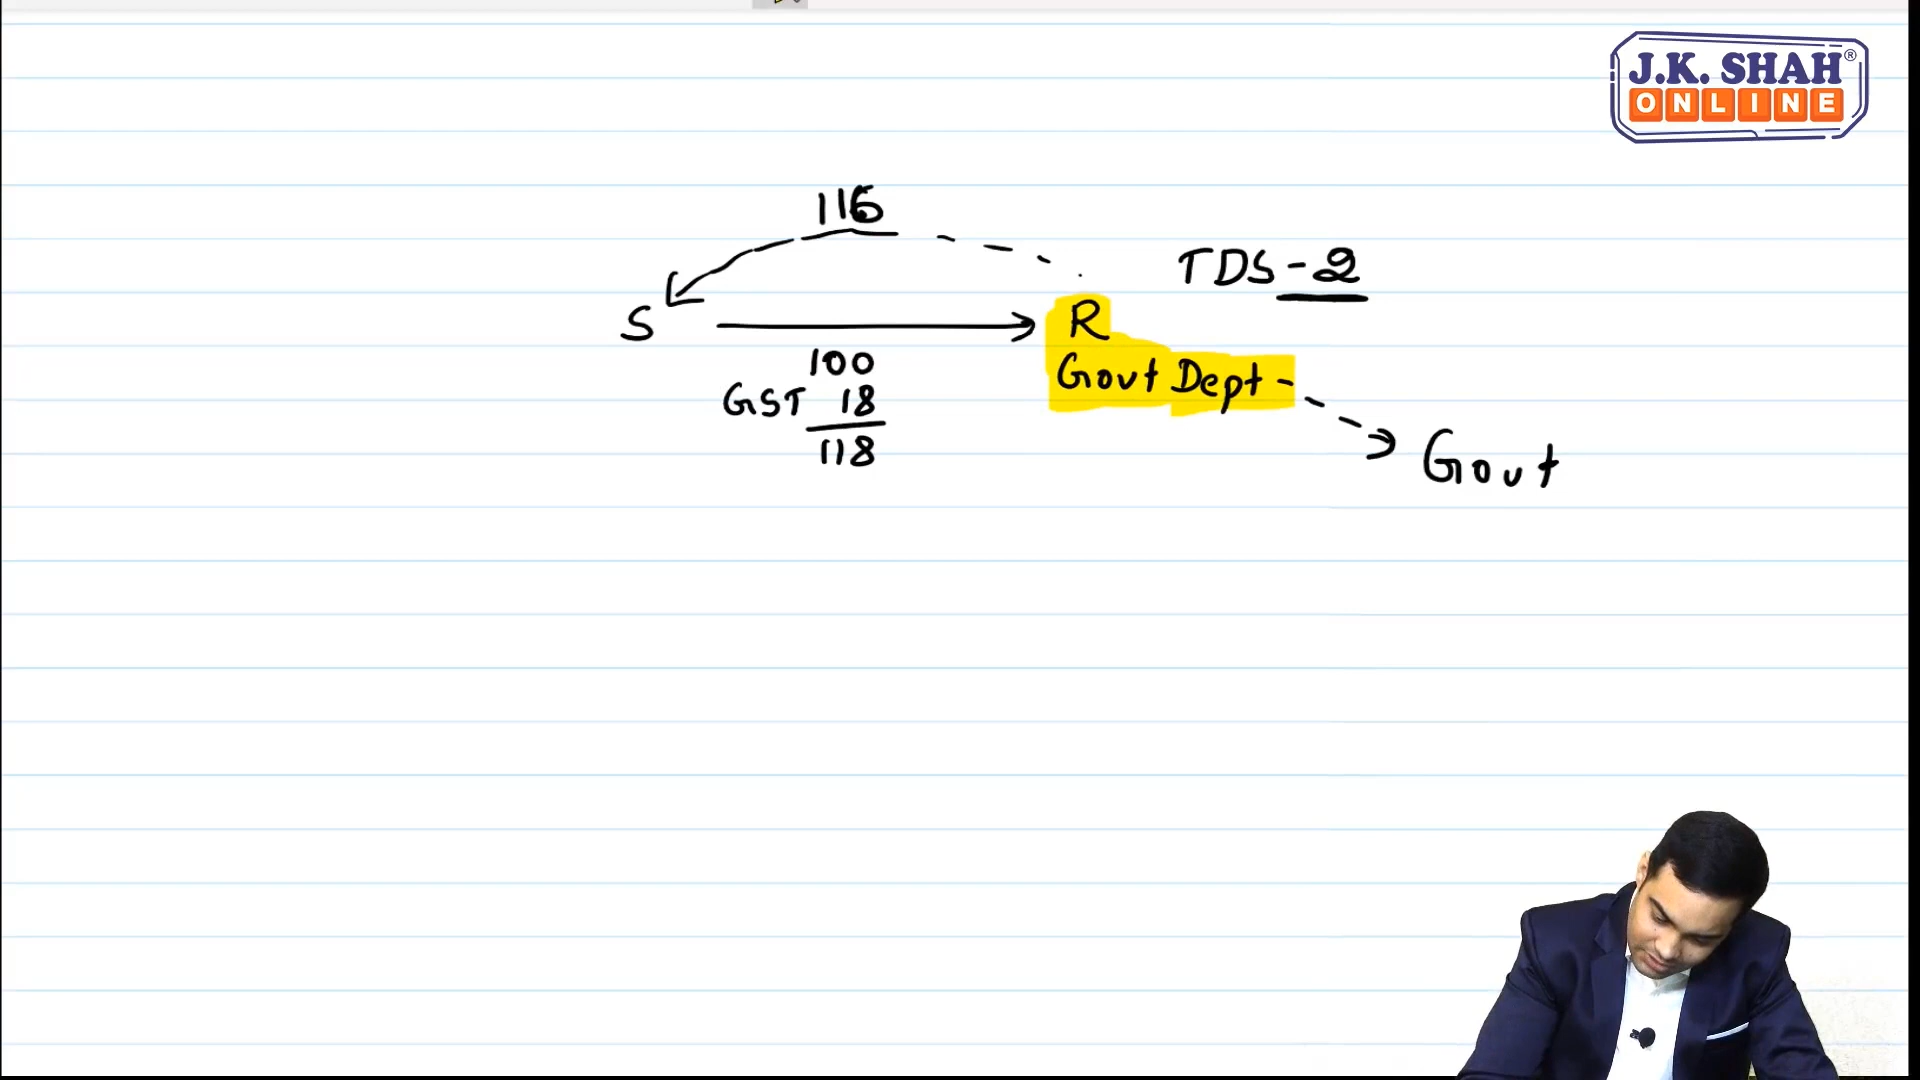 J.K. SHAH®
ONLINE
116
TDS - 2
S
R
100
Govt Dept -
GST 18
118
Govt